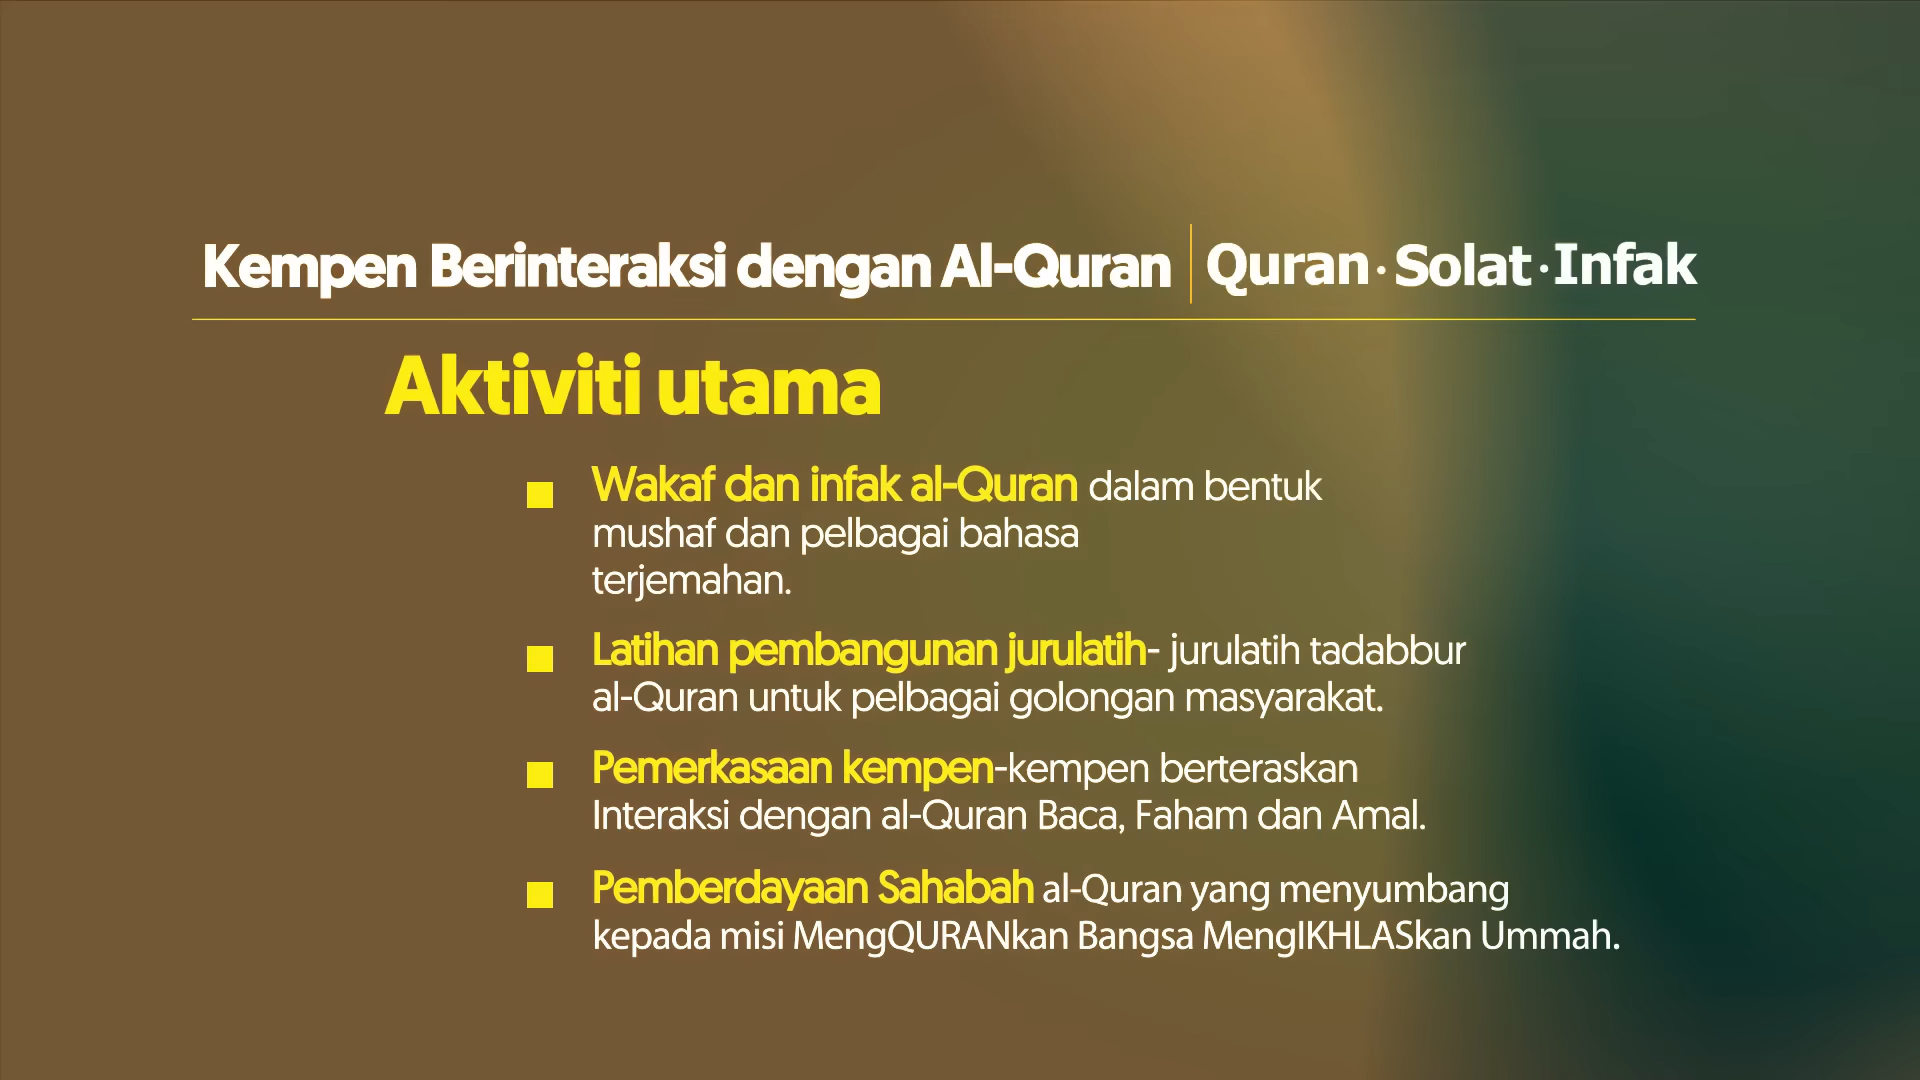 Kempen Berinteraksi dengan Al-Quran | Quran · Solat · Infak
Aktiviti utama
Wakaf dan infak al-Quran dalam bentuk
mushaf dan pelbagai bahasa
terjemahan.
Latihan pembangunan jurulatih- jurulatih tadabbur
al-Quran untuk pelbagai golongan masyarakat.
Pemerkasaan kempen-kempen berteraskan
Interaksi dengan al-Quran Baca, Faham dan Amal.
Pemberdayaan Sahabah al-Quran yang menyumbang
kepada misi MengQURANkan Bangsa MengIKHLASkan Ummah.